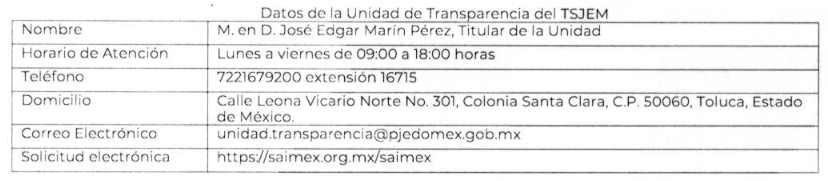 Datos de la Unidad de Transparencia del TSJEM
Nombre M. en D. José Edgar Marín Pérez, Titular de la Unidad
Horario de Atención Lunes a viernes de 09:00 a 18:00 horas
Teléfono 7221679200 extensión 16715
Domicilio Calle Leona Vicario Norte No. 301, Colonia Santa Clara, C.P. 50060, Toluca, Estado
de México.
Correo Electrónico unidad.transparencia@pjedomex.gob.mx
Solicitud electrónica https://saimex.org.mx/saimex